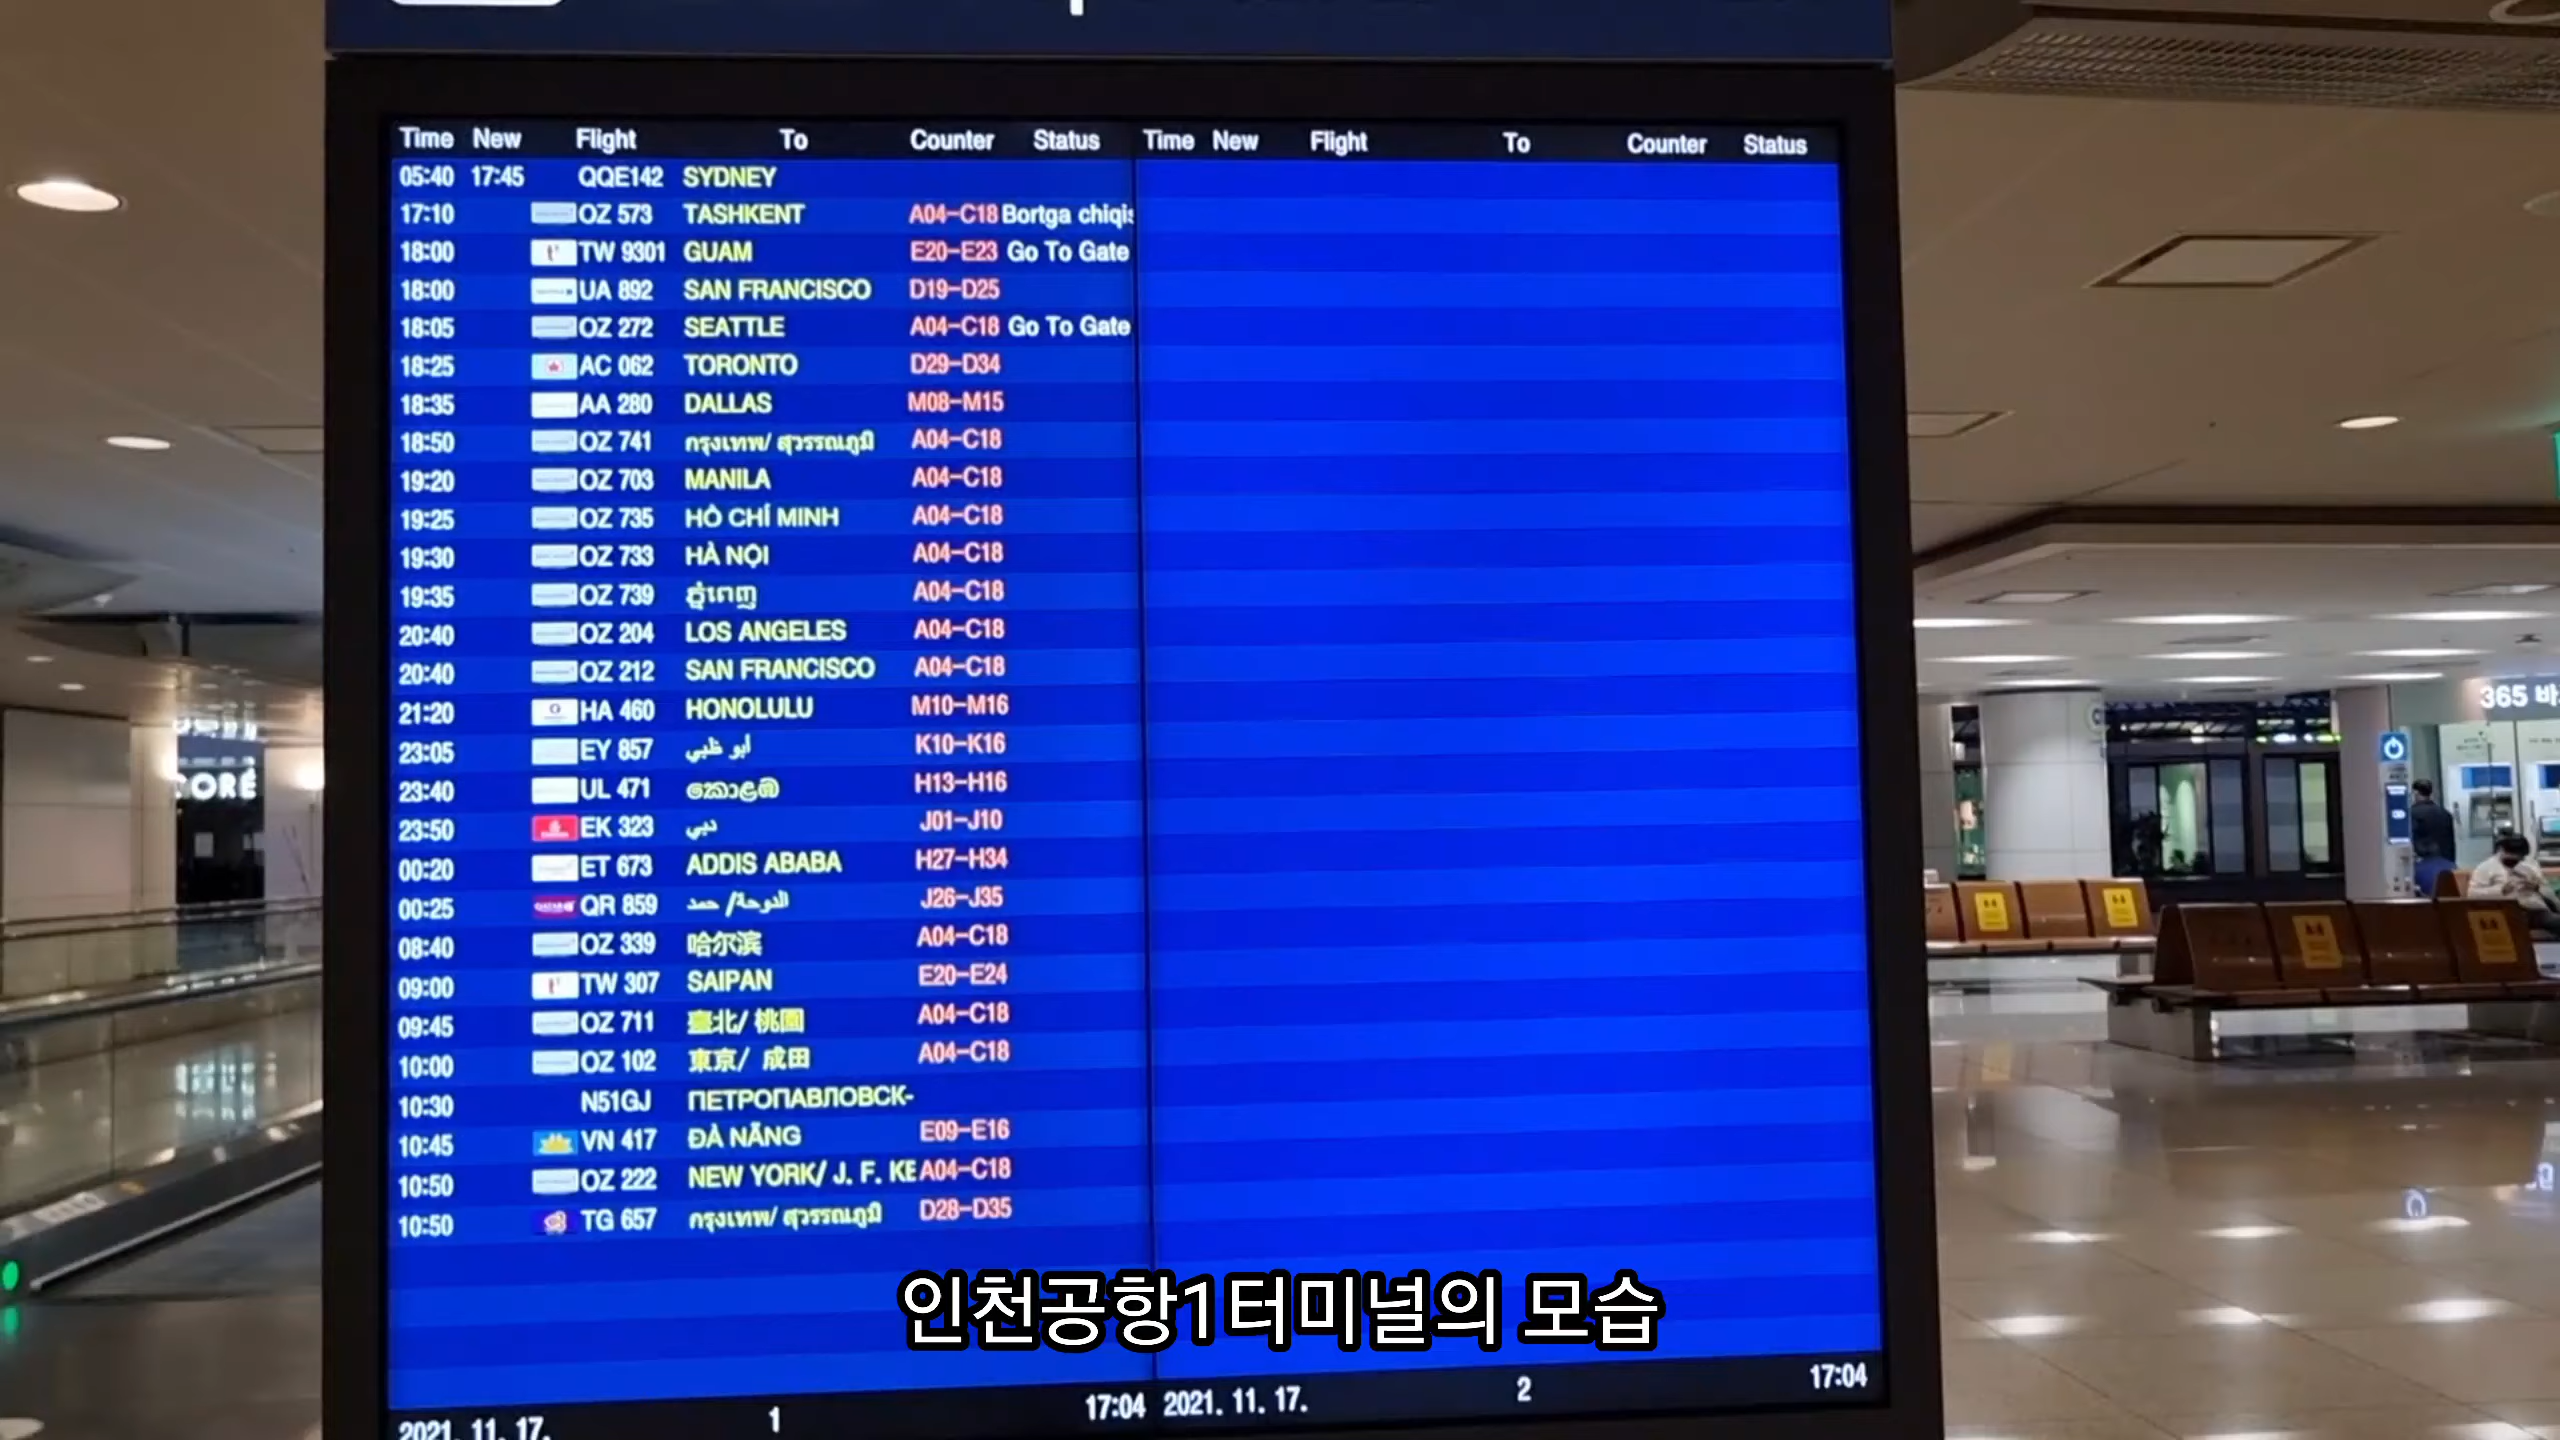 Time New Flight To Counter Status Time New Flight To Counter Status
05:40 17:45 QQE142 SYDNEY
17:10 OZ 573 TASHKENT A04-C18 Bortga chiqis
18:00 TW 9301 GUAM E20-E23 Go To Gate
18:00 UA 892 SAN FRANCISCO D19-D25
18:05 OZ 272 SEATTLE A04-C18 Go To Gate
18:25 AC 062 TORONTO D29-D34
18:35 AA 280 DALLAS M08-M15
18:50 OZ 741 กรุงเทพ/ สุวรรณภูมิ A04-C18
19:20 OZ 703 MANILA A04-C18
19:25 OZ 735 HỒ CHÍ MINH A04-C18
19:30 OZ 733 HÀ NỘI A04-C18
19:35 OZ 739 ភ្នំពេញ A04-C18
20:40 OZ 204 LOS ANGELES A04-C18
20:40 OZ 212 SAN FRANCISCO A04-C18
21:20 HA 460 HONOLULU M10-M16
23:05 EY 857 أبو ظبي K10-K16
23:40 UL 471 කොළඹ H13-H16
23:50 EK 323 دبي J01-J10
00:20 ET 673 ADDIS ABABA H27-H34
00:25 QR 859 الدوحة/ حمد J26-J35
08:40 OZ 339 哈尔滨 A04-C18
09:00 TW 307 SAIPAN E20-E24
09:45 OZ 711 臺北/ 桃園 A04-C18
10:00 OZ 102 東京/ 成田 A04-C18
10:30 N51GJ ПЕТРОПАВЛОВСК-
10:45 VN 417 ĐÀ NẴNG E09-E16
10:50 OZ 222 NEW YORK/ J. F. KE A04-C18
10:50 TG 657 กรุงเทพ/ สุวรรณภูมิ D28-D35
2021. 11. 17. 1 17:04 2021. 11. 17. 2 17:04
인천공항1터미널의 모습
365